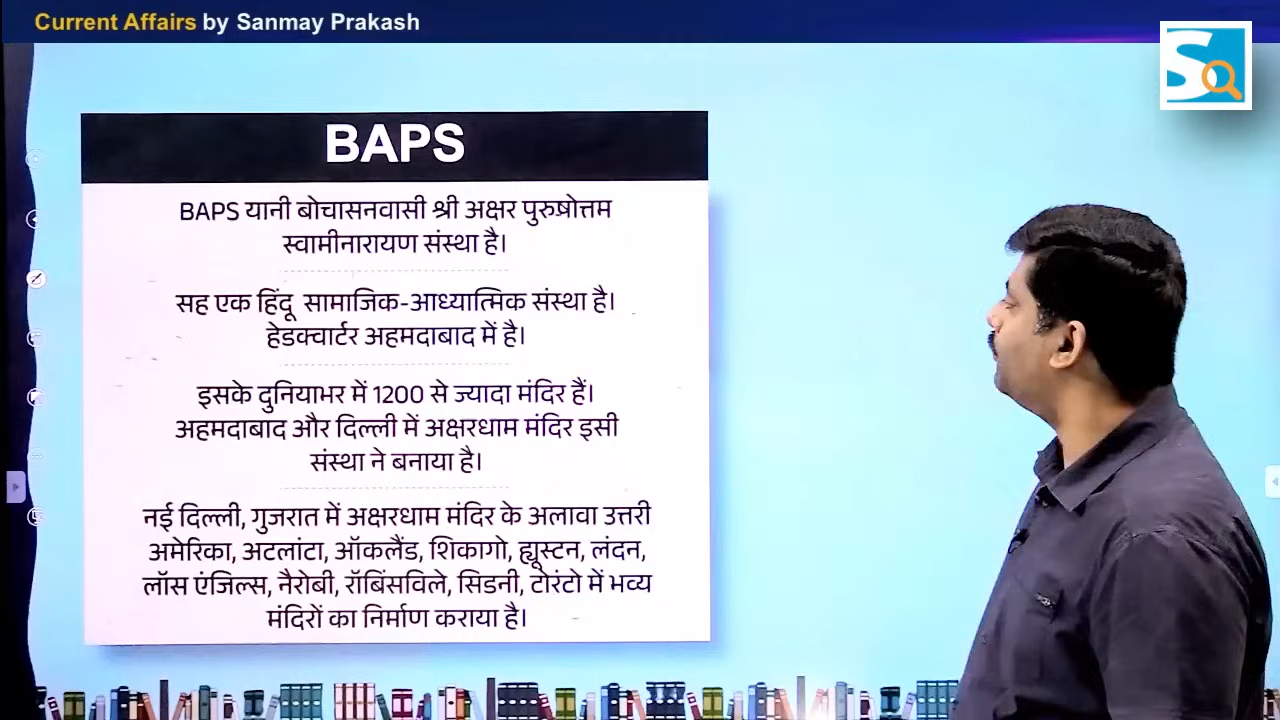 Current Affairs by Sanmay Prakash
SQ
BAPS
BAPS यानी बोचासनवासी श्री अक्षर पुरुषोत्तम
स्वामीनारायण संस्था है।
सह एक हिंदू सामाजिक-आध्यात्मिक संस्था है।
हेडक्वार्टर अहमदाबाद में है।
इसके दुनियाभर में 1200 से ज्यादा मंदिर हैं।
अहमदाबाद और दिल्ली में अक्षरधाम मंदिर इसी
संस्था ने बनाया है।
नई दिल्ली, गुजरात में अक्षरधाम मंदिर के अलावा उत्तरी
अमेरिका, अटलांटा, ऑकलैंड, शिकागो, ह्यूस्टन, लंदन,
लॉस एंजिल्स, नैरोबी, रॉबिंसविले, सिडनी, टोरंटो में भव्य
मंदिरों का निर्माण कराया है।